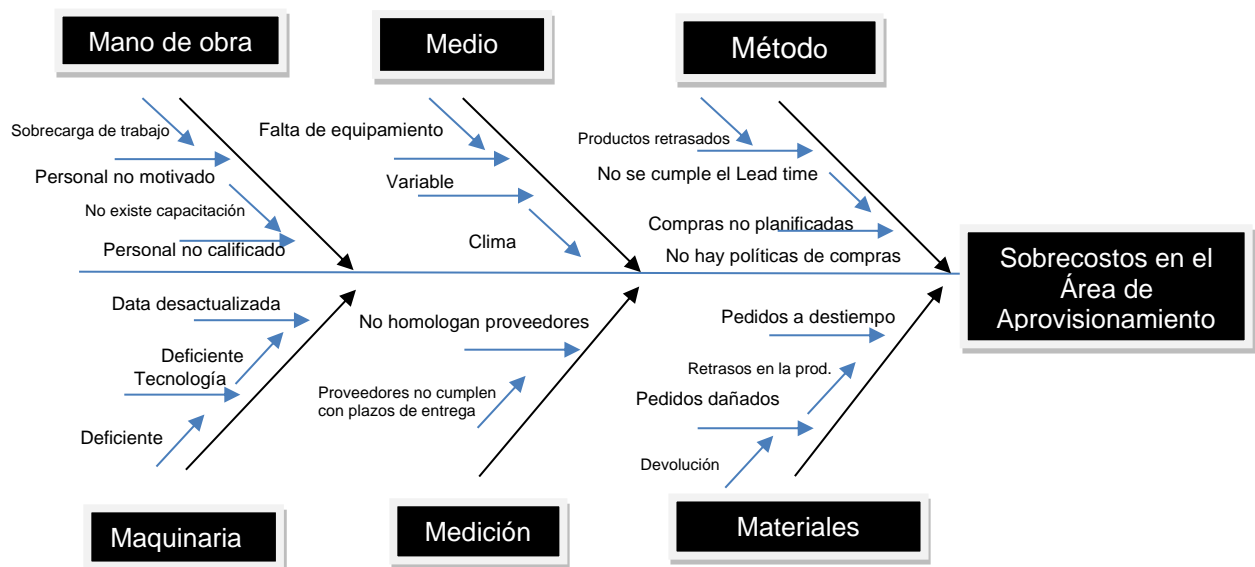 Mano de obra
Medio
Método
Sobrecarga de trabajo
Personal no motivado
No existe capacitación
Personal no calificado
Falta de equipamiento
Variable
Clima
Productos retrasados
No se cumple el Lead time
Compras no planificadas
No hay políticas de compras
Sobrecostos en el
Área de
Aprovisionamiento
Data desactualizada
Deficiente
Tecnología
Deficiente
No homologan proveedores
Proveedores no cumplen
con plazos de entrega
Pedidos a destiempo
Retrasos en la prod.
Pedidos dañados
Devolución
Maquinaria
Medición
Materiales